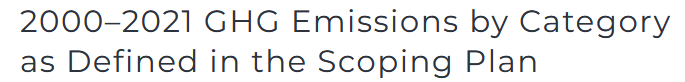 2000–2021 GHG Emissions by Category
as Defined in the Scoping Plan